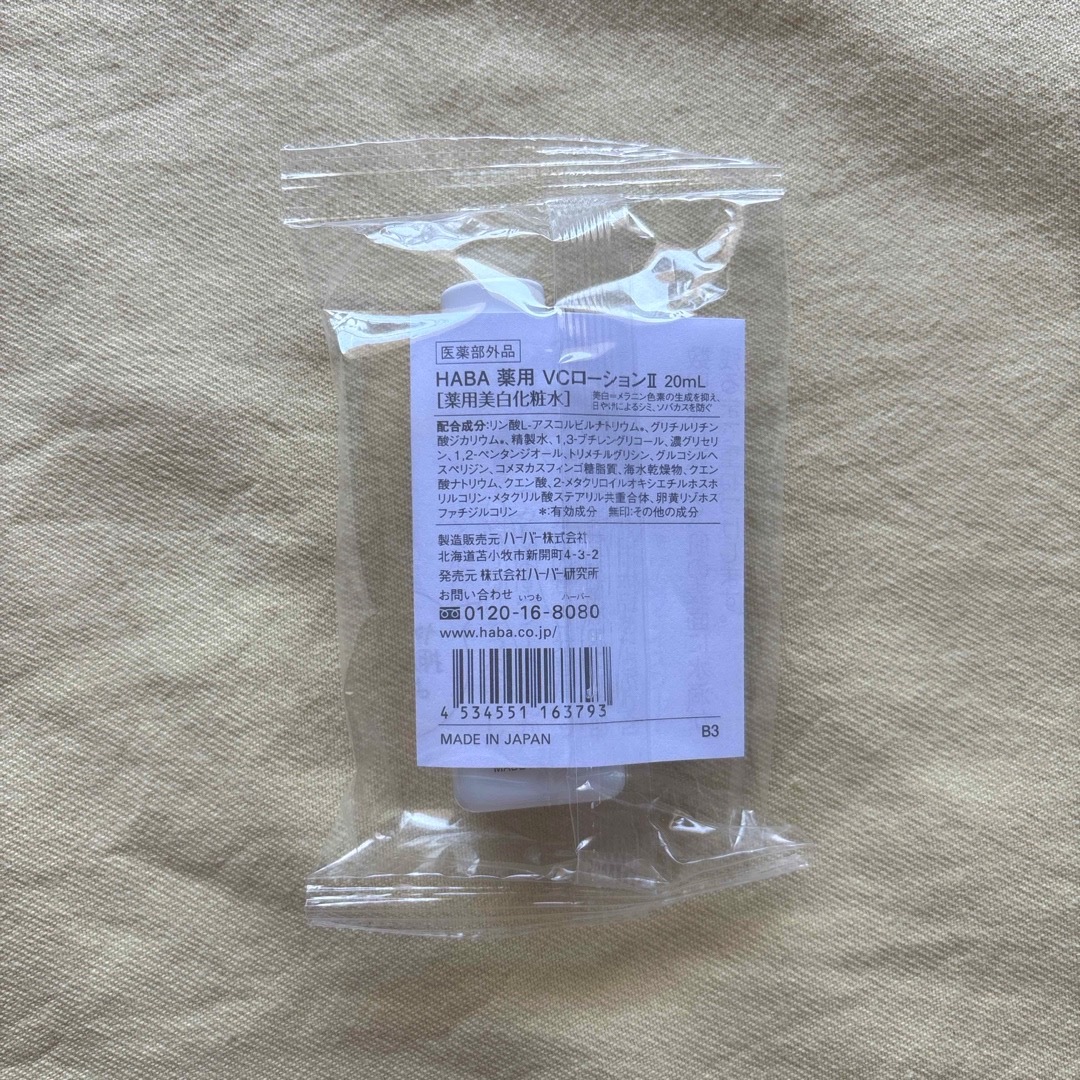 医薬部外品
HABA 薬用 VCローションⅡ 20mL
[薬用美白化粧水]
美白=メラニン色素の生成を抑え、
日やけによるシミ、ソバカスを防ぐ
配合成分:リン酸L-アスコルビルナトリウム*、グリチルリチン
酸ジカリウム*、精製水、1,3-ブチレングリコール、濃グリセリ
ン、1,2-ペンタンジオール、トリメチルグリシン、グルコシルヘ
スペリジン、コメヌカスフィンゴ糖脂質、海水乾燥物、クエン
酸ナトリウム、クエン酸、2-メタクリロイルオキシエチルホスホ
リルコリン・メタクリル酸ステアリル共重合体、卵黄リゾホス
ファチジルコリン *:有効成分 無印:その他の成分
製造販売元 ハーバー株式会社
北海道苫小牧市新開町4-3-2
発売元 株式会社ハーバー研究所
お問い合わせ いつも ハーバー
0120-16-8080
www.haba.co.jp/
4 534551 163793
MADE IN JAPAN B3